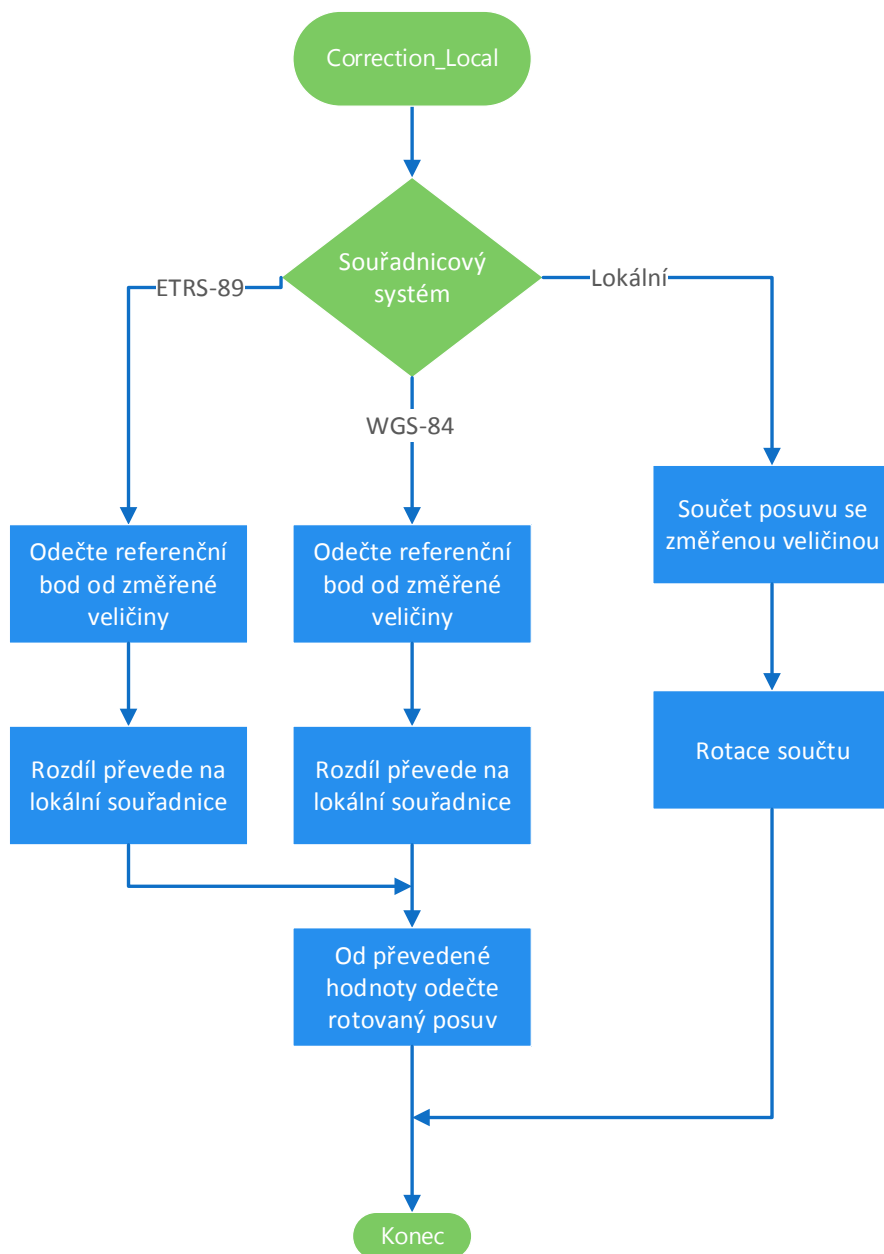 Correction_Local
Souřadnicový
systém
ETRS-89
Lokální
WGS-84
Odečte referenční
bod od změřené
veličiny
Odečte referenční
bod od změřené
veličiny
Součet posuvu se
změřenou veličinou
Rozdíl převede na
lokální souřadnice
Rozdíl převede na
lokální souřadnice
Rotace součtu
Od převedené
hodnoty odečte
rotovaný posuv
Konec